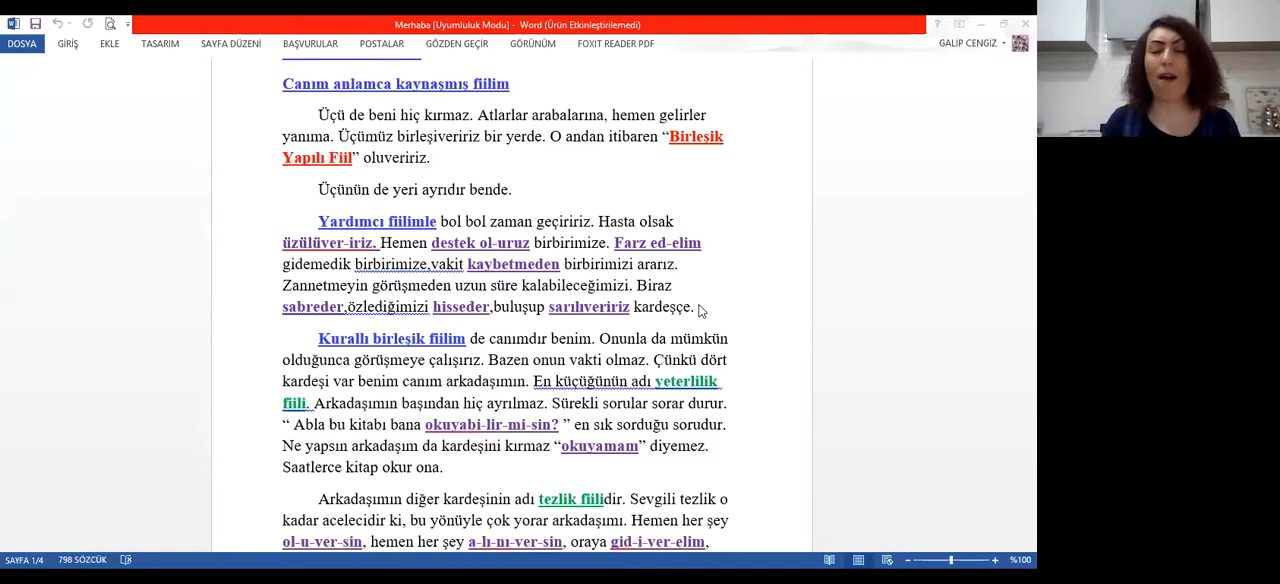 Merhaba [Uyumluluk Modu] - Word (Ürün Etkinleştirilemedi)
DOSYA GİRİŞ EKLE TASARIM SAYFA DÜZENİ BAŞVURULAR POSTALAR GÖZDEN GEÇİR GÖRÜNÜM FOXIT READER PDF GALIP CENGIZ
Canım anlamca kaynaşmış fiilim
Üçü de beni hiç kırmaz. Atlarlar arabalarına, hemen gelirler
yanıma. Üçümüz birleşiveririz bir yerde. O andan itibaren “Birleşik
Yapılı Fiil” oluveririz.
Üçünün de yeri ayrıdır bende.
Yardımcı fiilimle bol bol zaman geçiririz. Hasta olsak
üzülüver-iriz. Hemen destek ol-uruz birbirimize. Farz ed-elim
gidemedik birbirimize,vakit kaybetmeden birbirimizi ararız.
Zannetmeyin görüşmeden uzun süre kalabileceğimizi. Biraz
sabreder,özlediğimizi hisseder,buluşup sarılıveririz kardeşçe.
Kurallı birleşik fiilim de canımdır benim. Onunla da mümkün
olduğunca görüşmeye çalışırız. Bazen onun vakti olmaz. Çünkü dört
kardeşi var benim canım arkadaşımın. En küçüğünün adı yeterlilik
fiili. Arkadaşımın başından hiç ayrılmaz. Sürekli sorular sorar durur.
“ Abla bu kitabı bana okuyabi-lir-mi-sin? ” en sık sorduğu sorudur.
Ne yapsın arkadaşım da kardeşini kırmaz “okuyamam” diyemez.
Saatlerce kitap okur ona.
Arkadaşımın diğer kardeşinin adı tezlik fiilidir. Sevgili tezlik o
kadar acelecidir ki, bu yönüyle çok yorar arkadaşımı. Hemen her şey
ol-u-ver-sin, hemen her şey a-lı-nı-ver-sin, oraya gid-i-ver-elim,
SAYFA 1/4 798 SÖZCÜK %100